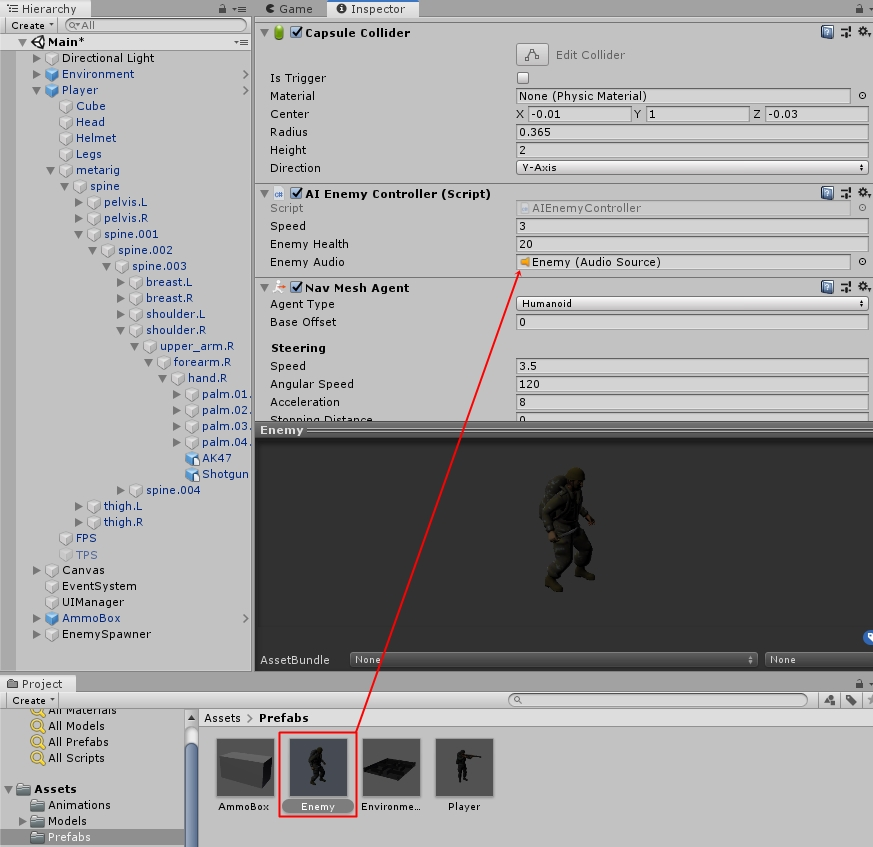 Hierarchy
Create
All
Main*
Directional Light
Environment
Player
Cube
Head
Helmet
Legs
metarig
spine
pelvis.L
pelvis.R
spine.001
spine.002
spine.003
breast.L
breast.R
shoulder.L
shoulder.R
upper_arm.R
forearm.R
hand.R
palm.01.
palm.02.
palm.03.
palm.04.
AK47
Shotgun
spine.004
thigh.L
thigh.R
FPS
TPS
Canvas
EventSystem
UIManager
AmmoBox
EnemySpawner
Game Inspector
Capsule Collider
Edit Collider
Is Trigger
Material None (Physic Material)
Center X -0.01 Y 1 Z -0.03
Radius 0.365
Height 2
Direction Y-Axis
AI Enemy Controller (Script)
Script AIEnemyController
Speed 3
Enemy Health 20
Enemy Audio Enemy (Audio Source)
Nav Mesh Agent
Agent Type Humanoid
Base Offset 0
Steering
Speed 3.5
Angular Speed 120
Acceleration 8
Stopping Distance 0
Enemy
AssetBundle None None
Project
Create
All Materials
All Models
All Prefabs
All Scripts
Assets
Animations
Models
Prefabs
Assets > Prefabs
AmmoBox Enemy Environme... Player